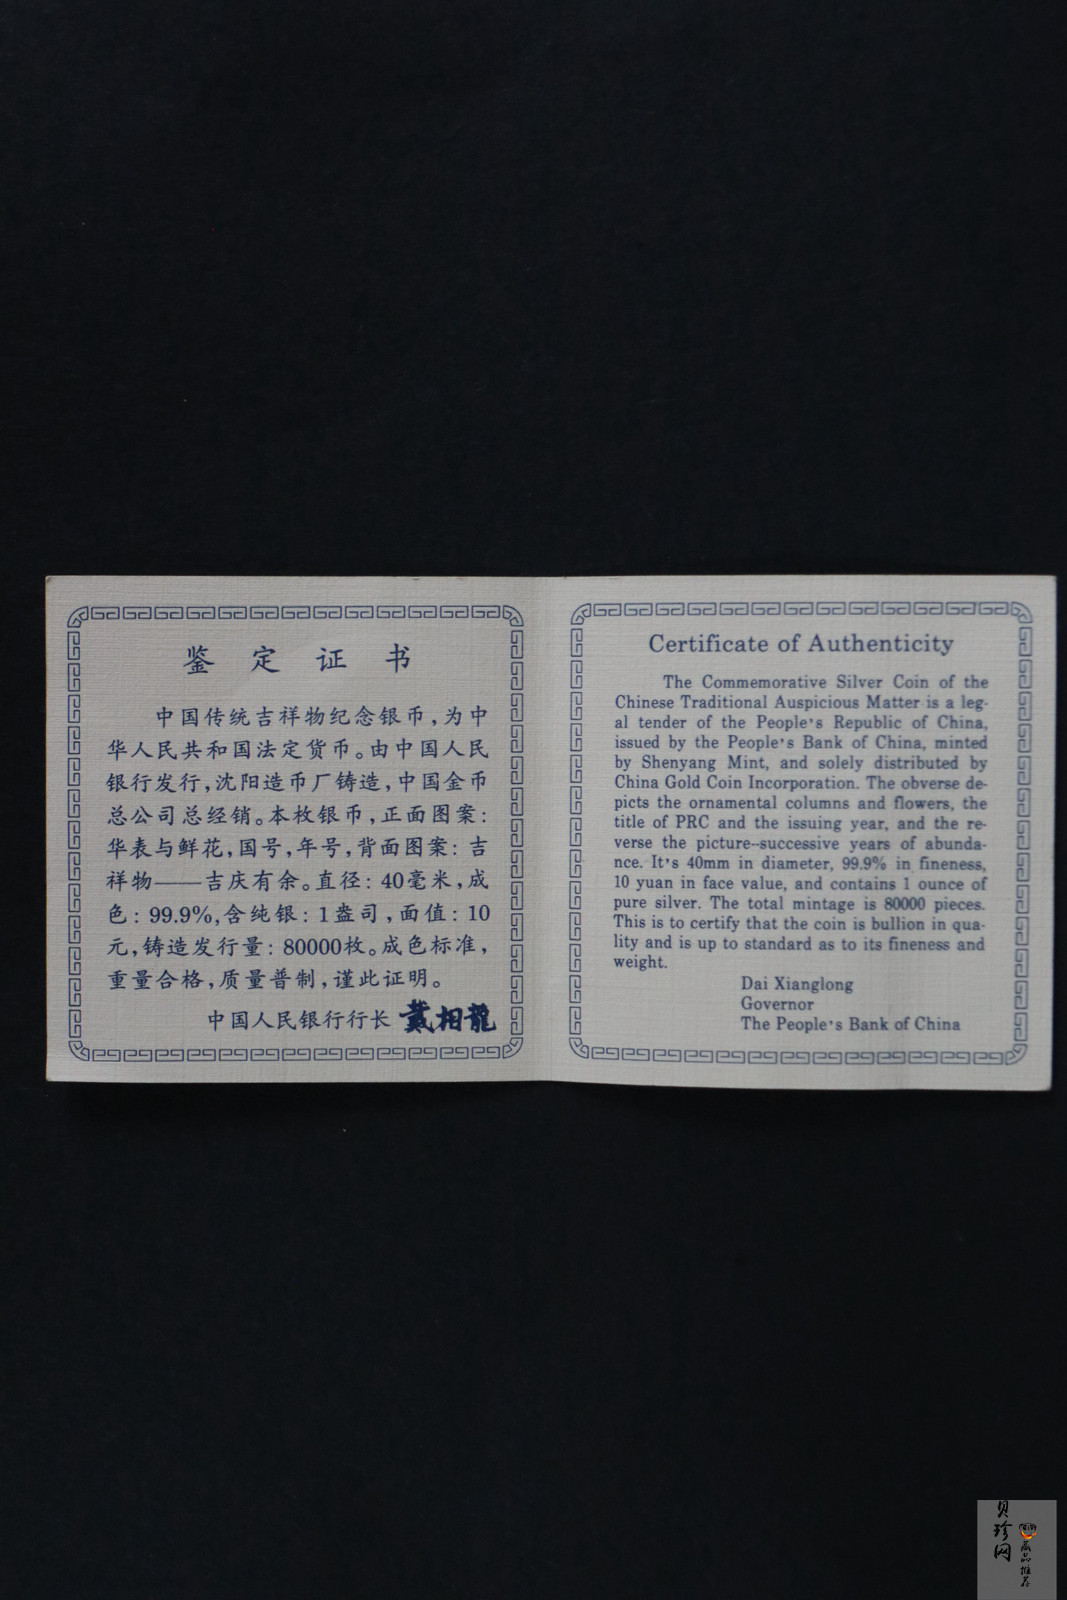 鉴定证书
中国传统吉祥物纪念银币，为中
华人民共和国法定货币。由中国人民
银行发行，沈阳造币厂铸造，中国金币
总公司总经销。本枚银币，正面图案：
华表与鲜花，国号，年号，背面图案：吉
祥物——吉庆有余。直径：40毫米，成
色：99.9%，含纯银：1盎司，面值：10
元，铸造发行量：80000枚。成色标准，
重量合格，质量普制，谨此证明。
中国人民银行行长 戴相龍
Certificate of Authenticity
The Commemorative Silver Coin of the
Chinese Traditional Auspicious Matter is a leg-
al tender of the People's Republic of China,
issued by the People's Bank of China, minted
by Shenyang Mint, and solely distributed by
China Gold Coin Incorporation. The obverse de-
picts the ornamental columns and flowers, the
title of PRC and the issuing year, and the re-
verse the picture--successive years of abunda-
nce. It's 40mm in diameter, 99.9% in fineness,
10 yuan in face value, and contains 1 ounce of
pure silver. The total mintage is 80000 pieces.
This is to certify that the coin is bullion in qua-
lity and is up to standard as to its fineness and
weight.
Dai Xianglong
Governor
The People's Bank of China
贝珍网
藏品推荐